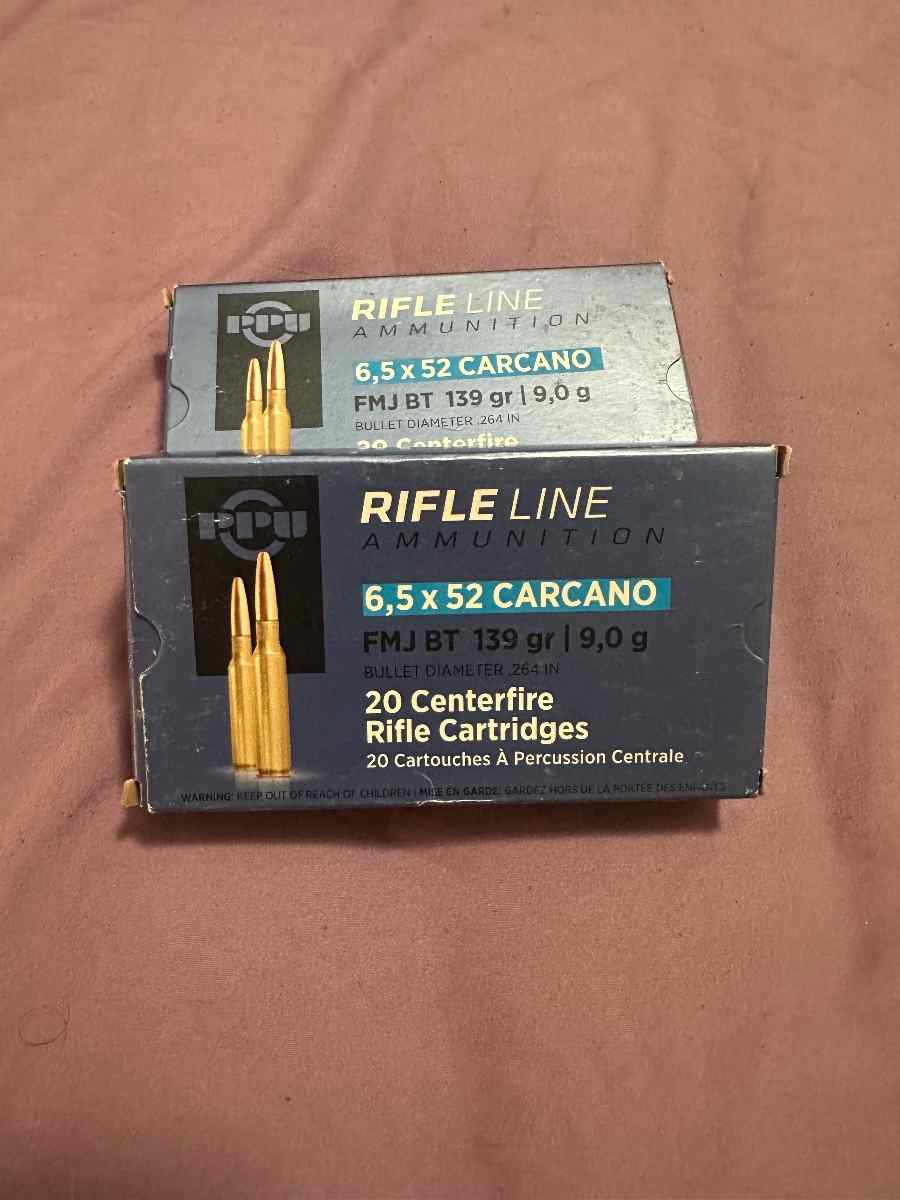 PPU
RIFLE LINE
AMMUNITION
6,5 x 52 CARCANO
FMJ BT 139 gr | 9,0 g
BULLET DIAMETER .264 IN
20 Centerfire
PPU
RIFLE LINE
AMMUNITION
6,5 x 52 CARCANO
FMJ BT 139 gr | 9,0 g
BULLET DIAMETER .264 IN
20 Centerfire
Rifle Cartridges
20 Cartouches À Percussion Centrale
WARNING: KEEP OUT OF REACH OF CHILDREN | MISE EN GARDE: GARDEZ HORS DE LA PORTÉE DES ENFANTS